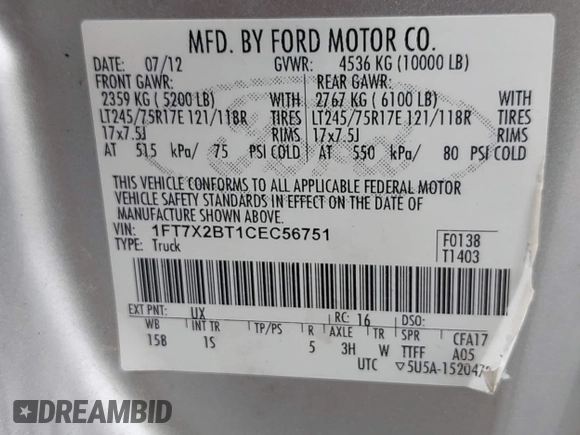 MFD. BY FORD MOTOR CO.
DATE: 07/12 GVWR: 4536 KG (10000 LB)
FRONT GAWR: REAR GAWR:
2359 KG (5200 LB) WITH 2767 KG (6100 LB) WITH
LT245/75R17E 121/118R TIRES LT245/75R17E 121/118R TIRES
17x7.5J RIMS 17x7.5J RIMS
AT 515 kPa/ 75 PSI COLD AT 550 kPa/ 80 PSI COLD
THIS VEHICLE CONFORMS TO ALL APPLICABLE FEDERAL MOTOR
VEHICLE SAFETY STANDARDS IN EFFECT ON THE DATE OF
MANUFACTURE SHOWN ABOVE.
VIN: 1FT7X2BT1CEC56751 F0138
TYPE: Truck T1403
EXT PNT: UX RC: 16 DSO:
WB INT TR TP/PS R AXLE TR SPR CFA17
158 1S 5 3H W TTFF A05
UTC 5U5A-152047
DREAMBID